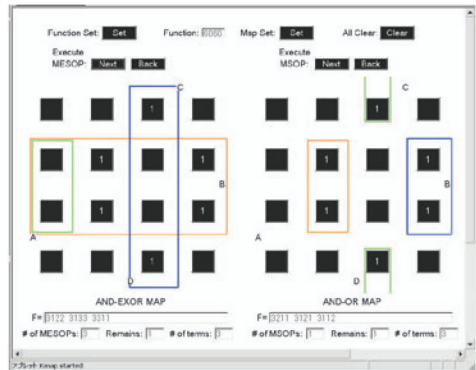 Function Set: Set Function: 6060 Map Set: Set All Clear: Clear
Execute MESOP: Next Back
Execute MSOP: Next Back
C
1
1 1
B
1 1
A
1
D
AND-EXOR MAP
F= 3122 3133 3311
# of MESOPs: 3 Remains: 1 # of terms: 3
C
1
1 1
B
1 1
A
1
D
AND-OR MAP
F= 3211 3121 3112
# of MSOPs: 1 Remains: 1 # of terms: 3
アプレット Kmap started